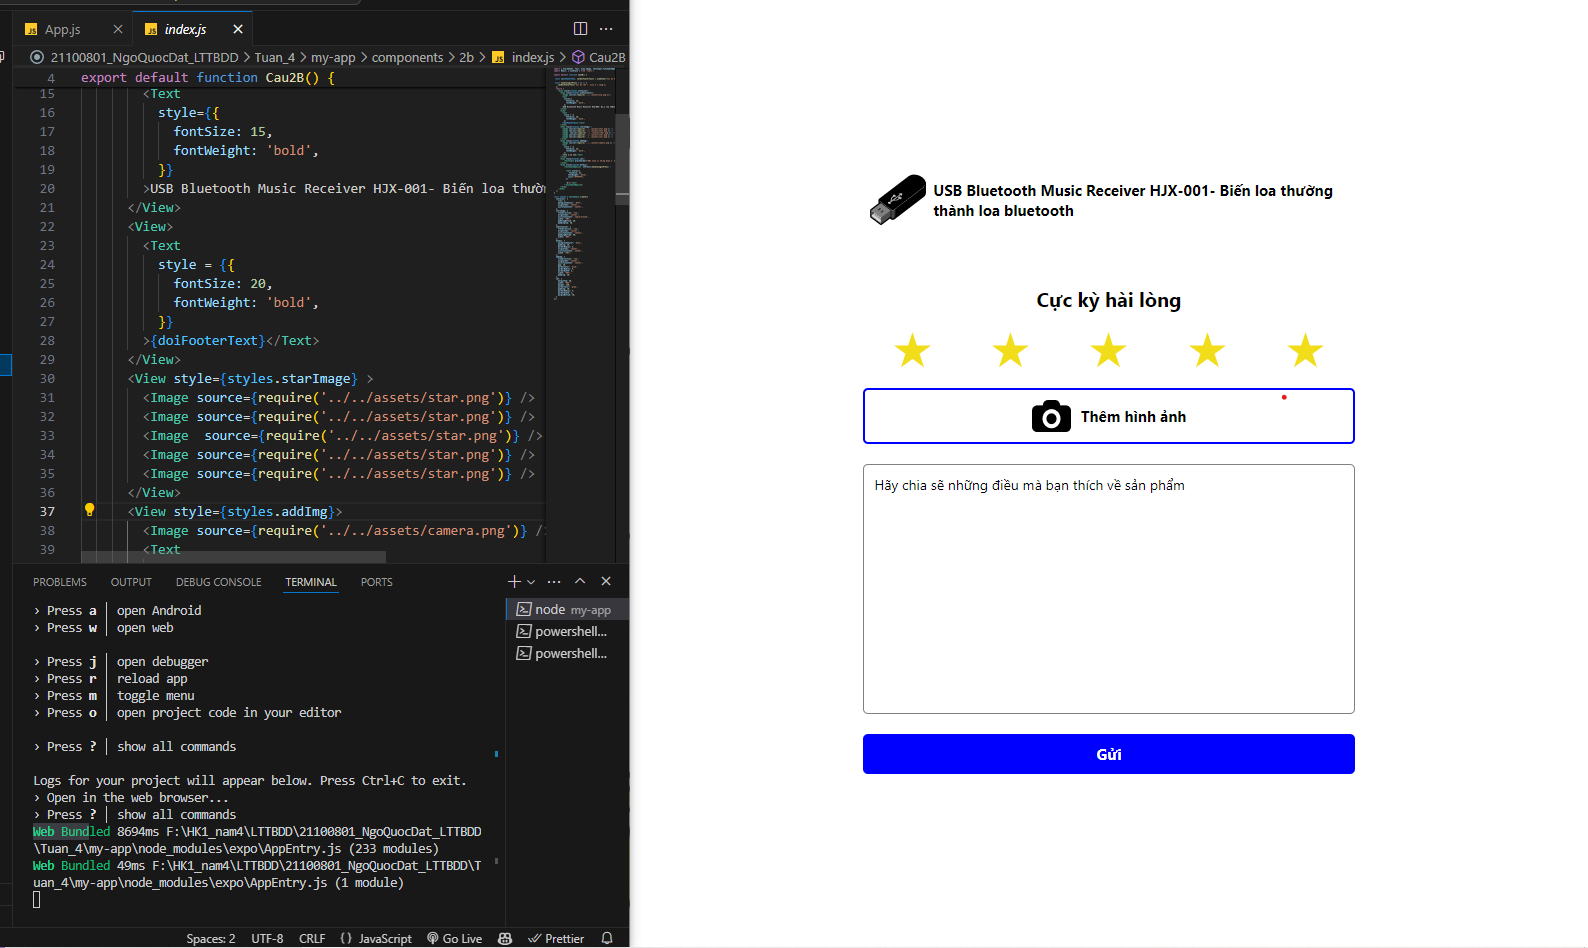 App.js
index.js
21100801_NgoQuocDat_LTTBDD > Tuan_4 > my-app > components > 2b > index.js > Cau2B
4 export default function Cau2B() {
15 <Text
16 style={{
17 fontSize: 15,
18 fontWeight: 'bold',
19 }}
20 >USB Bluetooth Music Receiver HJX-001- Biến loa thườn
21 </View>
22 <View>
23 <Text
24 style = {{
25 fontSize: 20,
26 fontWeight: 'bold',
27 }}
28 >{doiFooterText}</Text>
29 </View>
30 <View style={styles.starImage} >
31 <Image source={require('../../assets/star.png')} />
32 <Image source={require('../../assets/star.png')} />
33 <Image  source={require('../../assets/star.png')} />
34 <Image source={require('../../assets/star.png')} />
35 <Image source={require('../../assets/star.png')} />
36 </View>
37 <View style={styles.addImg}>
38 <Image source={require('../../assets/camera.png')} /
39 <Text
PROBLEMS OUTPUT DEBUG CONSOLE TERMINAL PORTS
› Press a │ open Android
› Press w │ open web
› Press j │ open debugger
› Press r │ reload app
› Press m │ toggle menu
› Press o │ open project code in your editor
› Press ? │ show all commands
Logs for your project will appear below. Press Ctrl+C to exit.
› Open in the web browser...
› Press ? │ show all commands
Web Bundled 8694ms F:\HK1_nam4\LTTBDD\21100801_NgoQuocDat_LTTBDD
\Tuan_4\my-app\node_modules\expo\AppEntry.js (233 modules)
Web Bundled 49ms F:\HK1_nam4\LTTBDD\21100801_NgoQuocDat_LTTBDD\T
uan_4\my-app\node_modules\expo\AppEntry.js (1 module)
node my-app
powershell...
powershell...
Spaces: 2 UTF-8 CRLF {} JavaScript Go Live Prettier
USB Bluetooth Music Receiver HJX-001- Biến loa thường
thành loa bluetooth
Cực kỳ hài lòng
Thêm hình ảnh
Hãy chia sẽ những điều mà bạn thích về sản phẩm
Gửi